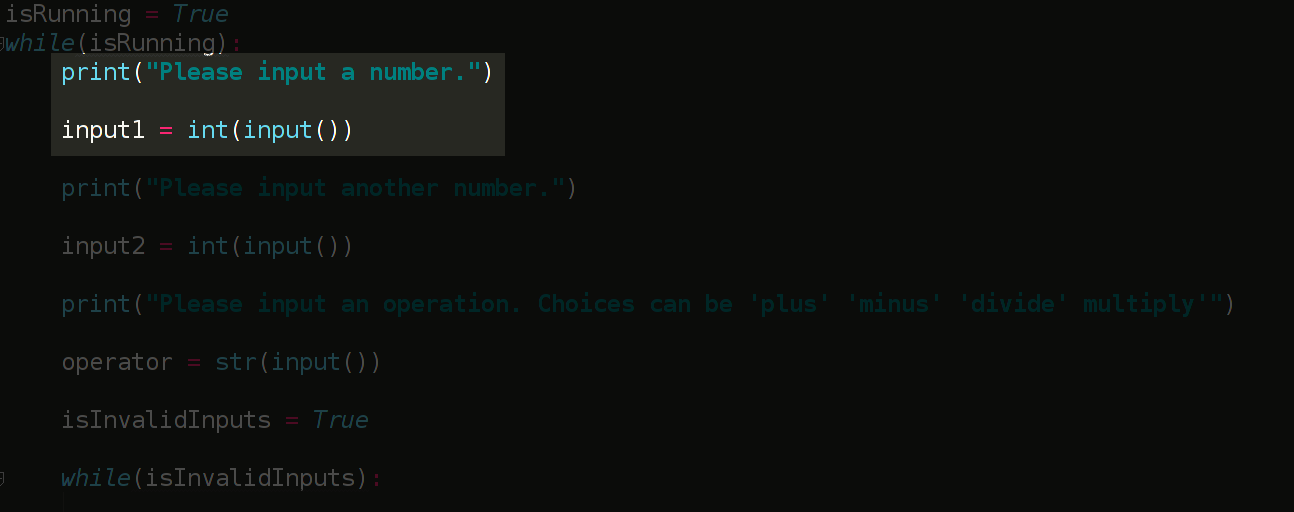 isRunning = True
while(isRunning):
print("Please input a number.")
input1 = int(input())
print("Please input another number.")
input2 = int(input())
print("Please input an operation. Choices can be 'plus' 'minus' 'divide' multiply'")
operator = str(input())
isInvalidInputs = True
while(isInvalidInputs):